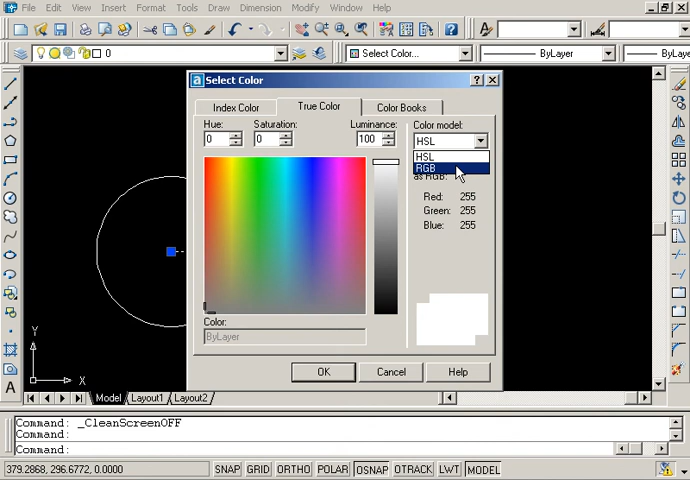 File Edit View Insert Format Tools Draw Dimension Modify Window Help
0 Select Color... ByLayer ByLayer
Select Color
Index Color True Color Color Books
Hue: Saturation: Luminance: Color model:
0 0 100 HSL
HSL
RGB
as RGB:
Red: 255
Green: 255
Blue: 255
Color:
ByLayer
OK Cancel Help
Y
X
A
Model Layout1 Layout2
Command: _CleanScreenOFF
Command:
Command:
379.2868, 296.6772, 0.0000 SNAP GRID ORTHO POLAR OSNAP OTRACK LWT MODEL